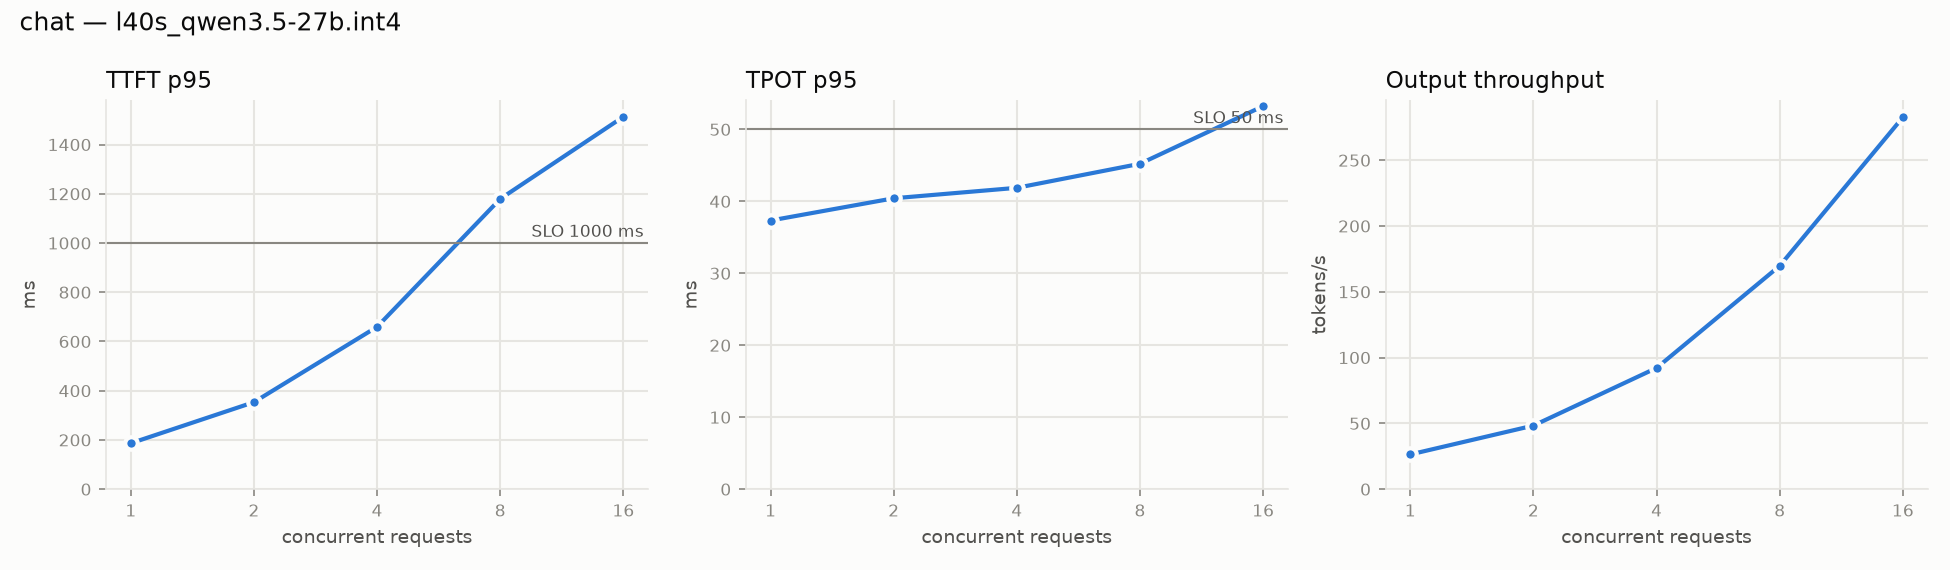 chat — l40s_qwen3.5-27b.int4
TTFT p95
1400
1200
1000
800
600
400
200
0
ms
SLO 1000 ms
1 2 4 8 16
concurrent requests
TPOT p95
50
40
30
20
10
0
ms
SLO 50 ms
1 2 4 8 16
concurrent requests
Output throughput
250
200
150
100
50
0
tokens/s
1 2 4 8 16
concurrent requests